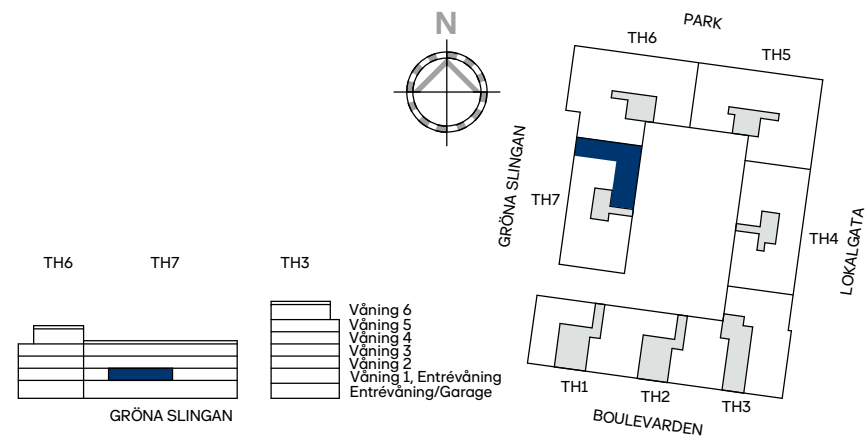 N
PARK
TH6
TH5
GRÖNA SLINGAN
TH7
TH4
LOKALGATA
TH1
TH2
TH3
BOULEVARDEN
TH6
TH7
TH3
Våning 6
Våning 5
Våning 4
Våning 3
Våning 2
Våning 1, Entrévåning
Entrévåning/Garage
GRÖNA SLINGAN